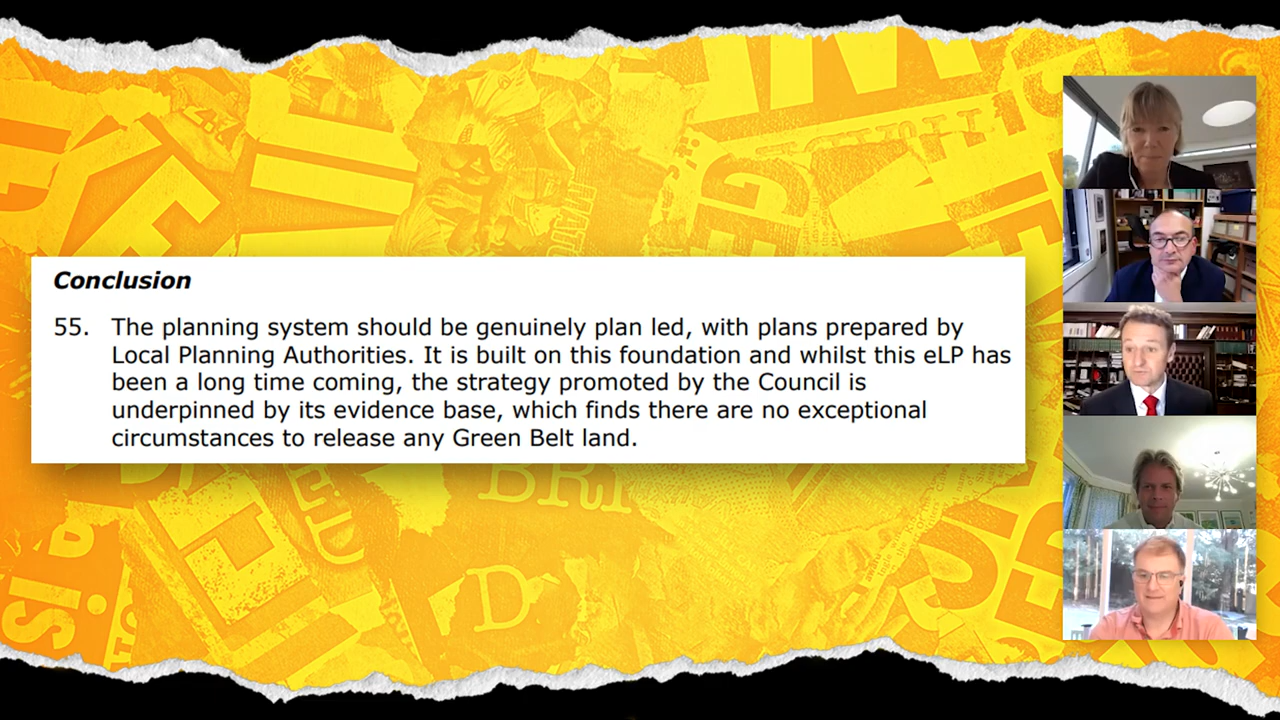 Conclusion
55. The planning system should be genuinely plan led, with plans prepared by
Local Planning Authorities. It is built on this foundation and whilst this eLP has
been a long time coming, the strategy promoted by the Council is
underpinned by its evidence base, which finds there are no exceptional
circumstances to release any Green Belt land.